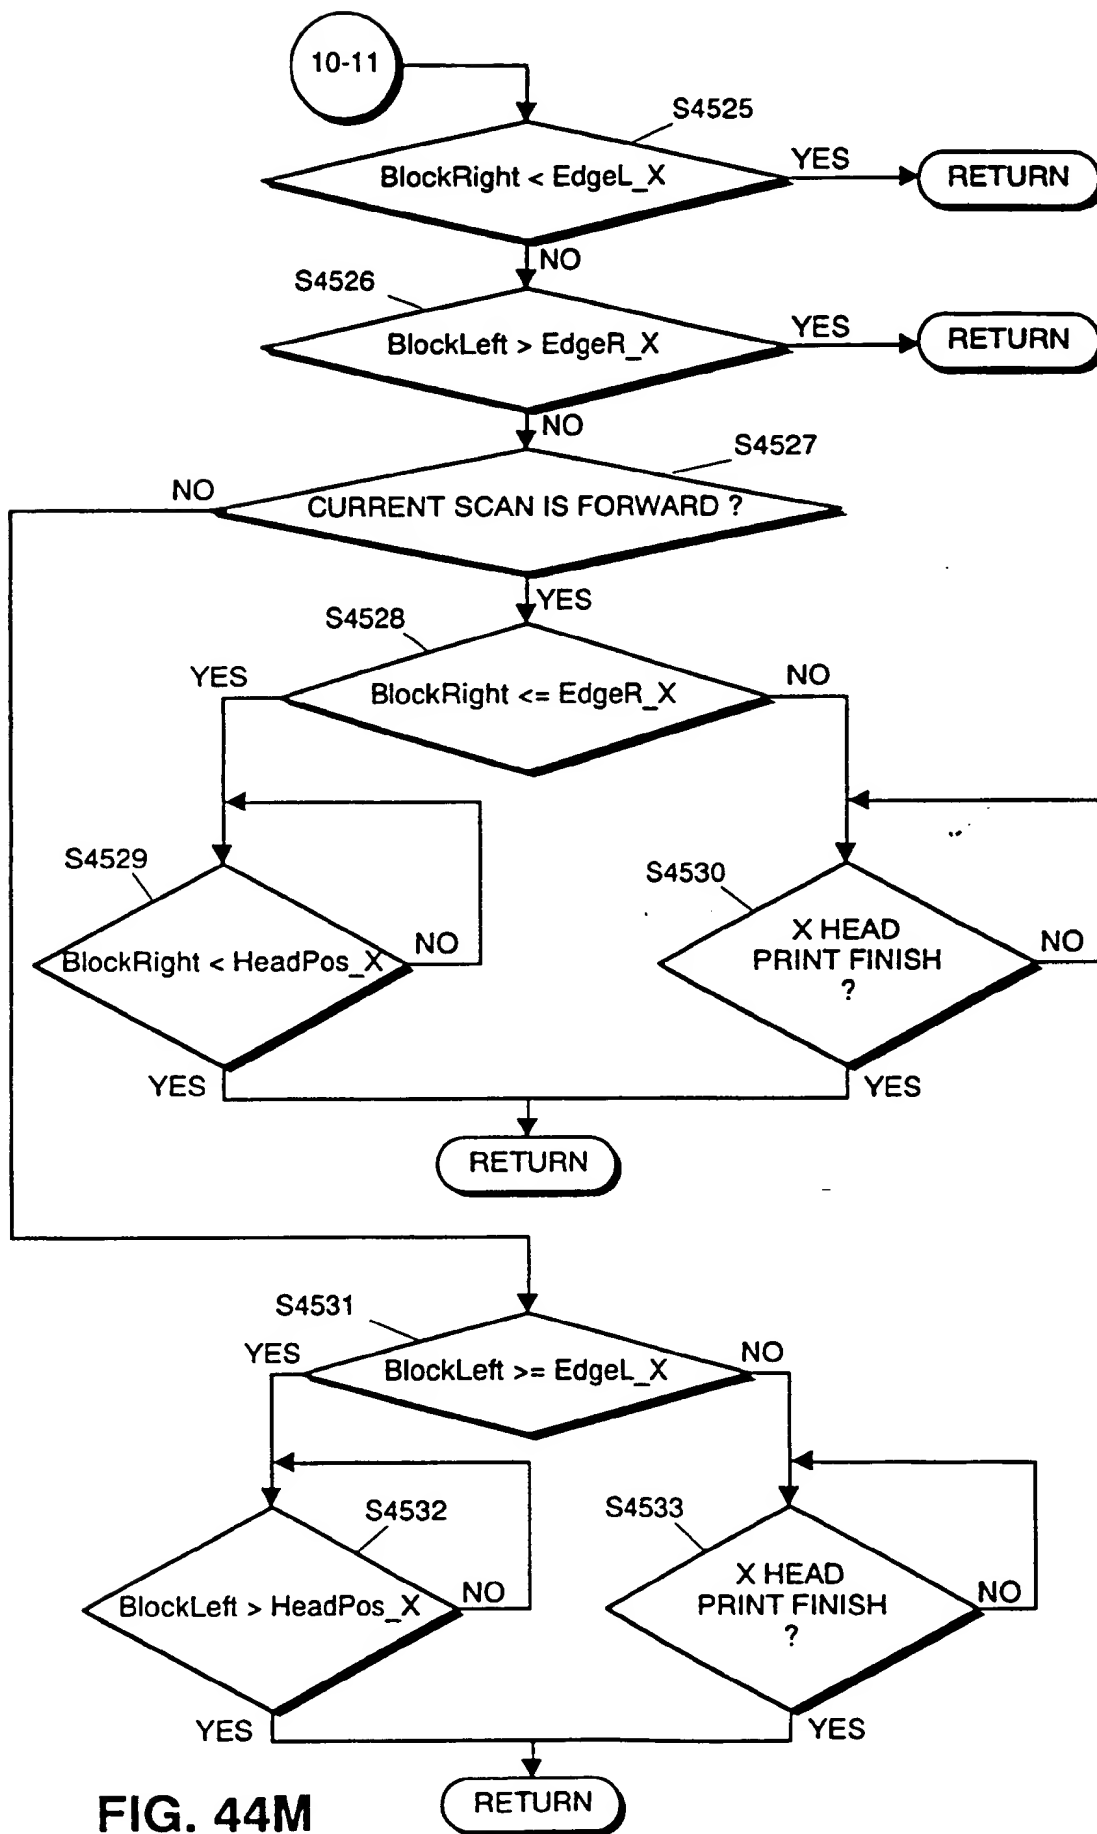 10-11
S4525
BlockRight < EdgeL_X
YES
RETURN
NO
S4526
BlockLeft > EdgeR_X
YES
RETURN
NO
S4527
NO
CURRENT SCAN IS FORWARD ?
YES
S4528
YES
BlockRight <= EdgeR_X
NO
S4529
BlockRight < HeadPos_X
NO
YES
S4530
X HEAD
PRINT FINISH
?
NO
YES
RETURN
S4531
YES
BlockLeft >= EdgeL_X
NO
S4532
BlockLeft > HeadPos_X
NO
YES
S4533
X HEAD
PRINT FINISH
?
NO
YES
RETURN
FIG. 44M